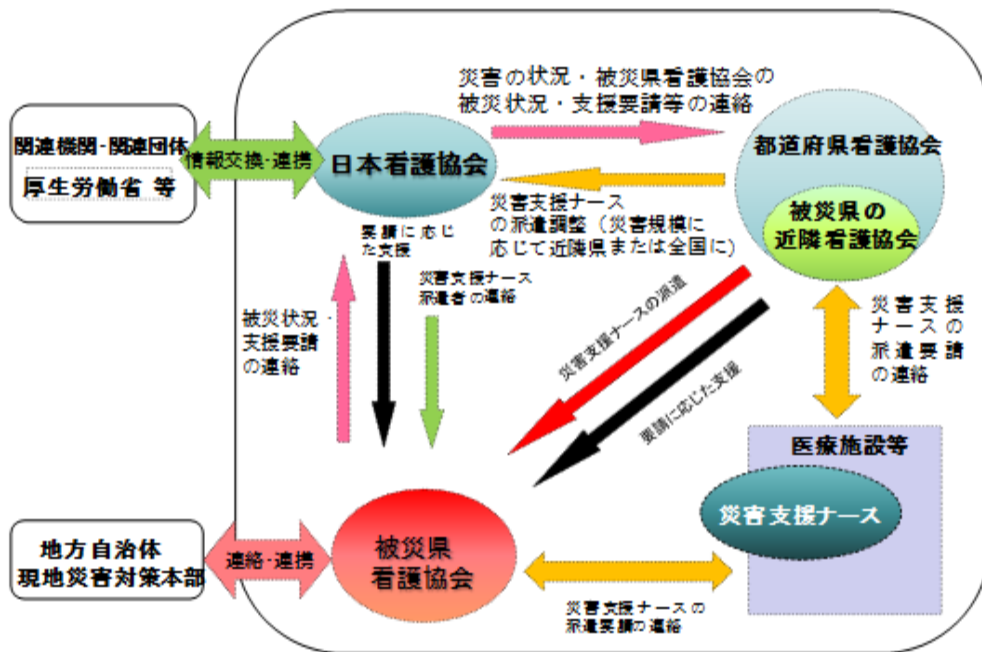 災害の状況・被災県看護協会の
被災状況・支援要請等の連絡
関連機関・関連団体
厚生労働省 等
情報交換・連携
日本看護協会
都道府県看護協会
被災県の
近隣看護協会
災害支援ナース
の派遣調整（災害規模に
応じて近隣県または全国に）
要請に応じ
た支援
災害支援ナース
派遣者の連絡
被災状況・
支援要請
の連絡
災害支援ナースの派遣
要請に応じた支援
災害支援
ナースの
派遣要請
の連絡
医療施設等
災害支援ナース
地方自治体
現地災害対策本部
連絡・連携
被災県
看護協会
災害支援ナースの
派遣要請の連絡